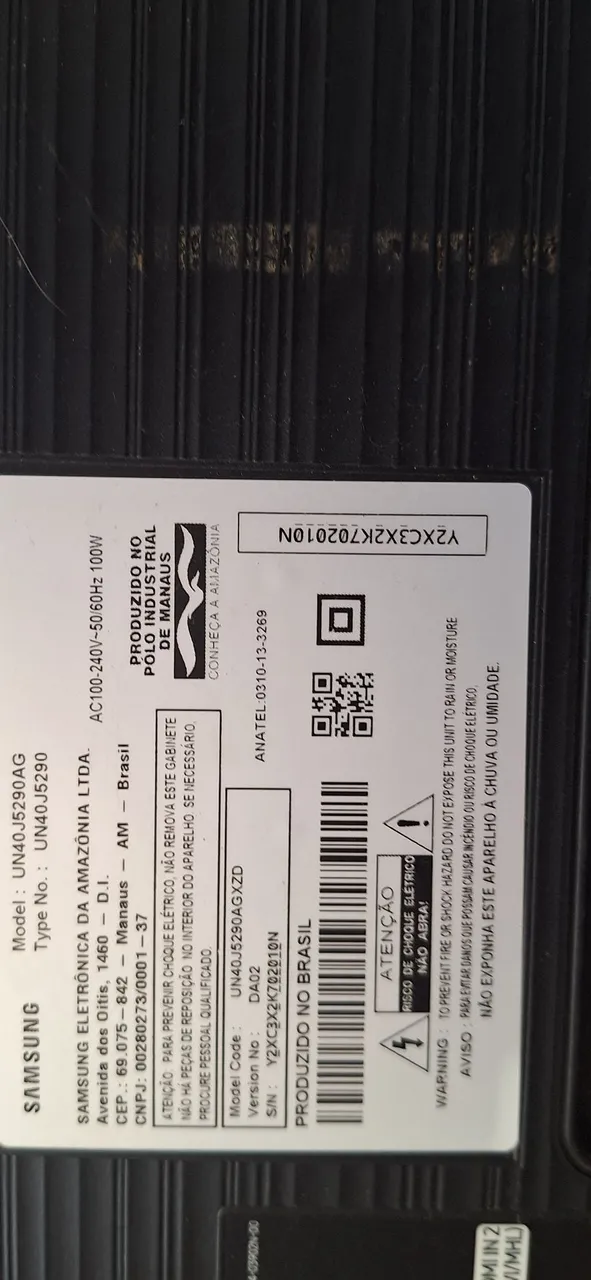 SAMSUNG
Model : UN40J5290AG
Type No. : UN40J5290
SAMSUNG ELETRÔNICA DA AMAZÔNIA LTDA.
Avenida dos Oitis, 1460 – D.I.
CEP.: 69.075–842 – Manaus – AM – Brasil
CNPJ: 00280273/0001–37
AC100-240V~50/60Hz 100W
PRODUZIDO NO
PÓLO INDUSTRIAL
DE MANAUS
CONHEÇA A AMAZÔNIA
ATENÇÃO: PARA PREVENIR CHOQUE ELÉTRICO, NÃO REMOVA ESTE GABINETE
NÃO HÁ PEÇAS DE REPOSIÇÃO NO INTERIOR DO APARELHO. SE NECESSÁRIO,
PROCURE PESSOAL QUALIFICADO.
Model Code : UN40J5290AGXZD
Version No : DA02
S/N : Y2XC3X2K702010N
ANATEL:0310-13-3269
Y2XC3X2K702010N
PRODUZIDO NO BRASIL
ATENÇÃO
RISCO DE CHOQUE ELÉTRICO
NÃO ABRA!
WARNING : TO PREVENT FIRE OR SHOCK HAZARD DO NOT EXPOSE THIS UNIT TO RAIN OR MOISTURE
AVISO : PARA EVITAR DANOS QUE POSSAM CAUSAR INCÊNDIO OU RISCO DE CHOQUE ELÉTRICO,
NÃO EXPONHA ESTE APARELHO À CHUVA OU UMIDADE.
MI IN 2
I/MHL)